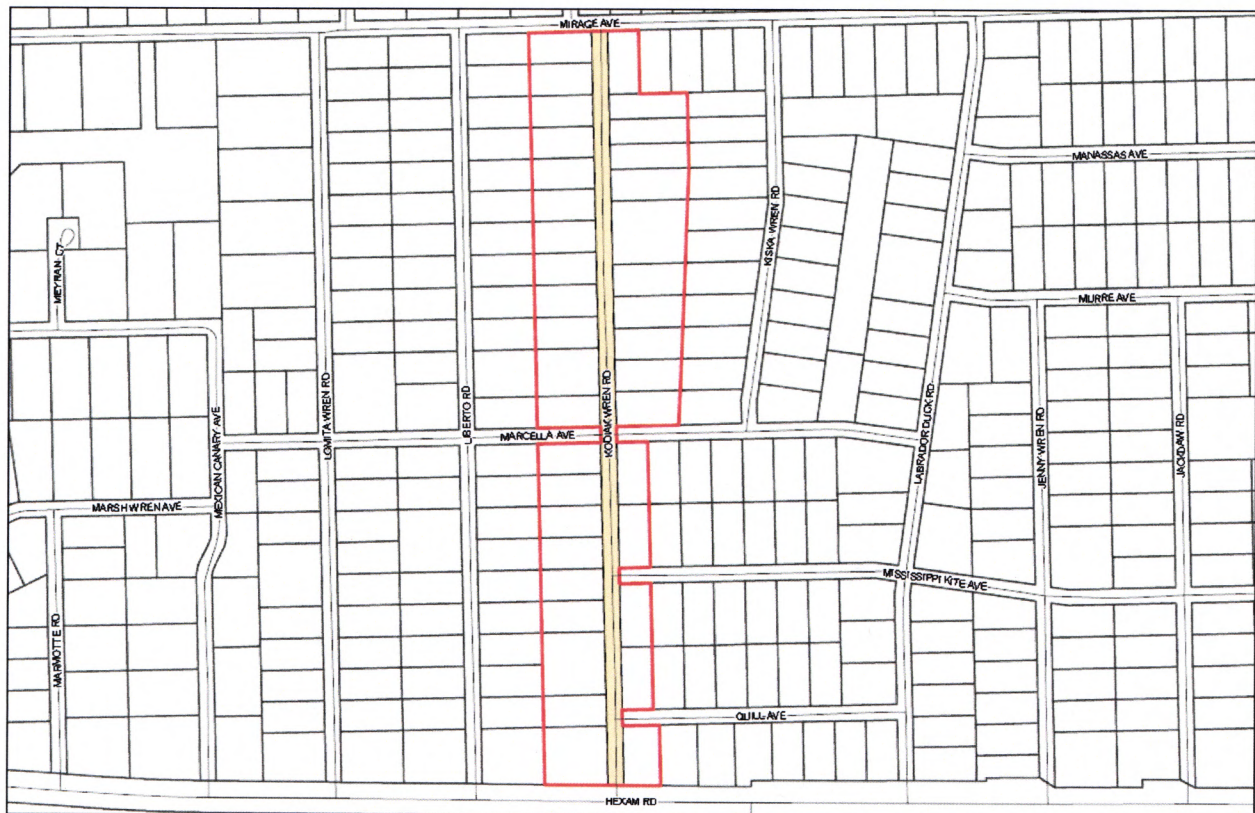 MIRAGE AVE
MANASSAS AVE
KISKA WREN RD
MEYRAN CT
MURRE AVE
LOMITA WREN RD
LIBERTO RD
KODIAK WREN RD
MEXICAN CANARY AVE
MARCELLA AVE
LABRADOR DUCK RD
JENNY WREN RD
JACKDAW RD
MARSH WREN AVE
MISSISSIPPI KITE AVE
MARMOTTE RD
QUILL AVE
HEXAM RD